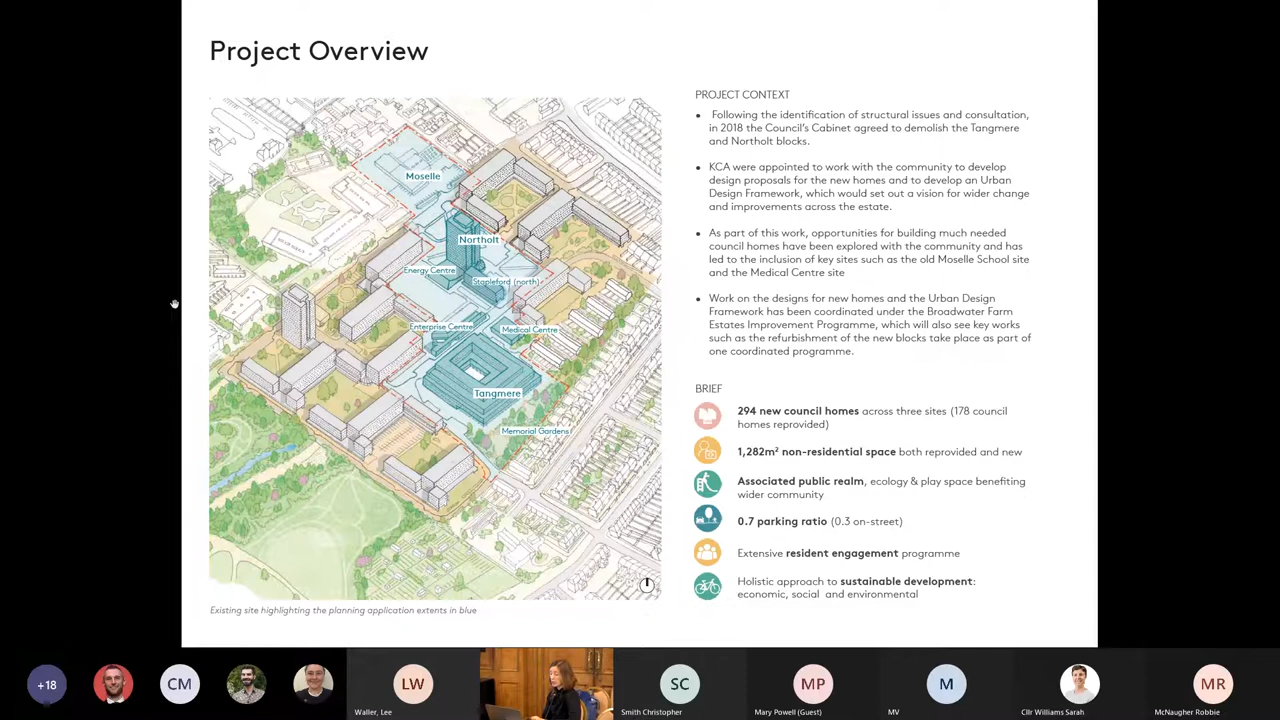 Project Overview
Moselle
Northolt
Energy Centre
Stapleford (north)
Enterprise Centre
Medical Centre
Tangmere
Memorial Gardens
Existing site highlighting the planning application extents in blue
PROJECT CONTEXT
• Following the identification of structural issues and consultation,
in 2018 the Council's Cabinet agreed to demolish the Tangmere
and Northolt blocks.
• KCA were appointed to work with the community to develop
design proposals for the new homes and to develop an Urban
Design Framework, which would set out a vision for wider change
and improvements across the estate.
• As part of this work, opportunities for building much needed
council homes have been explored with the community and has
led to the inclusion of key sites such as the old Moselle School site
and the Medical Centre site
• Work on the designs for new homes and the Urban Design
Framework has been coordinated under the Broadwater Farm
Estates Improvement Programme, which will also see key works
such as the refurbishment of the new blocks take place as part of
one coordinated programme.
BRIEF
294 new council homes across three sites (178 council
homes reprovided)
1,282m² non-residential space both reprovided and new
Associated public realm, ecology & play space benefiting
wider community
0.7 parking ratio (0.3 on-street)
Extensive resident engagement programme
Holistic approach to sustainable development:
economic, social and environmental
+18
CM
LW
Waller, Lee
SC
Smith Christopher
MP
Mary Powell (Guest)
M
MV
Cllr Williams Sarah
MR
McNaugher Robbie